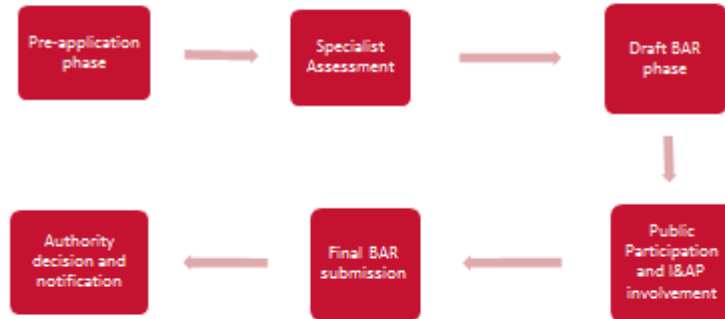 Pre-application
phase
Specialist
Assessment
Draft BAR
phase
Public
Participation
and I&AP
involvement
Final BAR
submission
Authority
decision and
notification